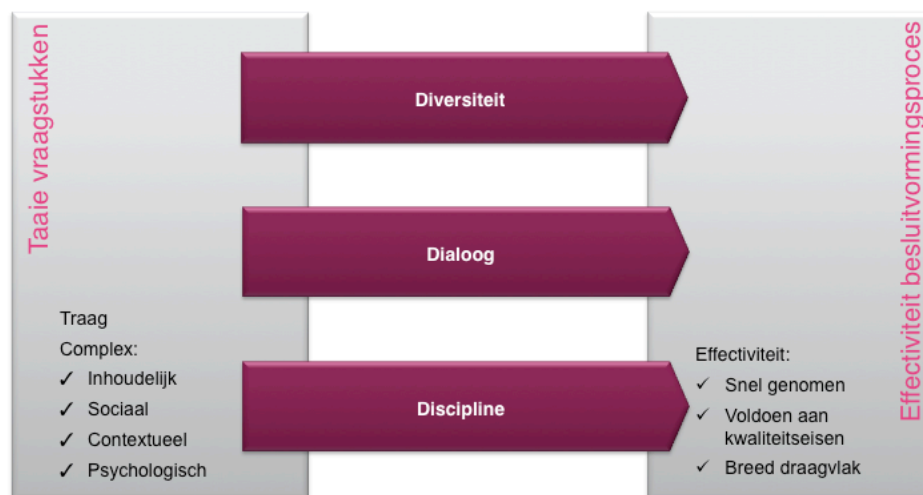 Taaie vraagstukken
Traag
Complex:
✓ Inhoudelijk
✓ Sociaal
✓ Contextueel
✓ Psychologisch
Diversiteit
Dialoog
Discipline
Effectiviteit besluitvormingsproces
Effectiviteit:
✓ Snel genomen
✓ Voldoen aan
kwaliteitseisen
✓ Breed draagvlak